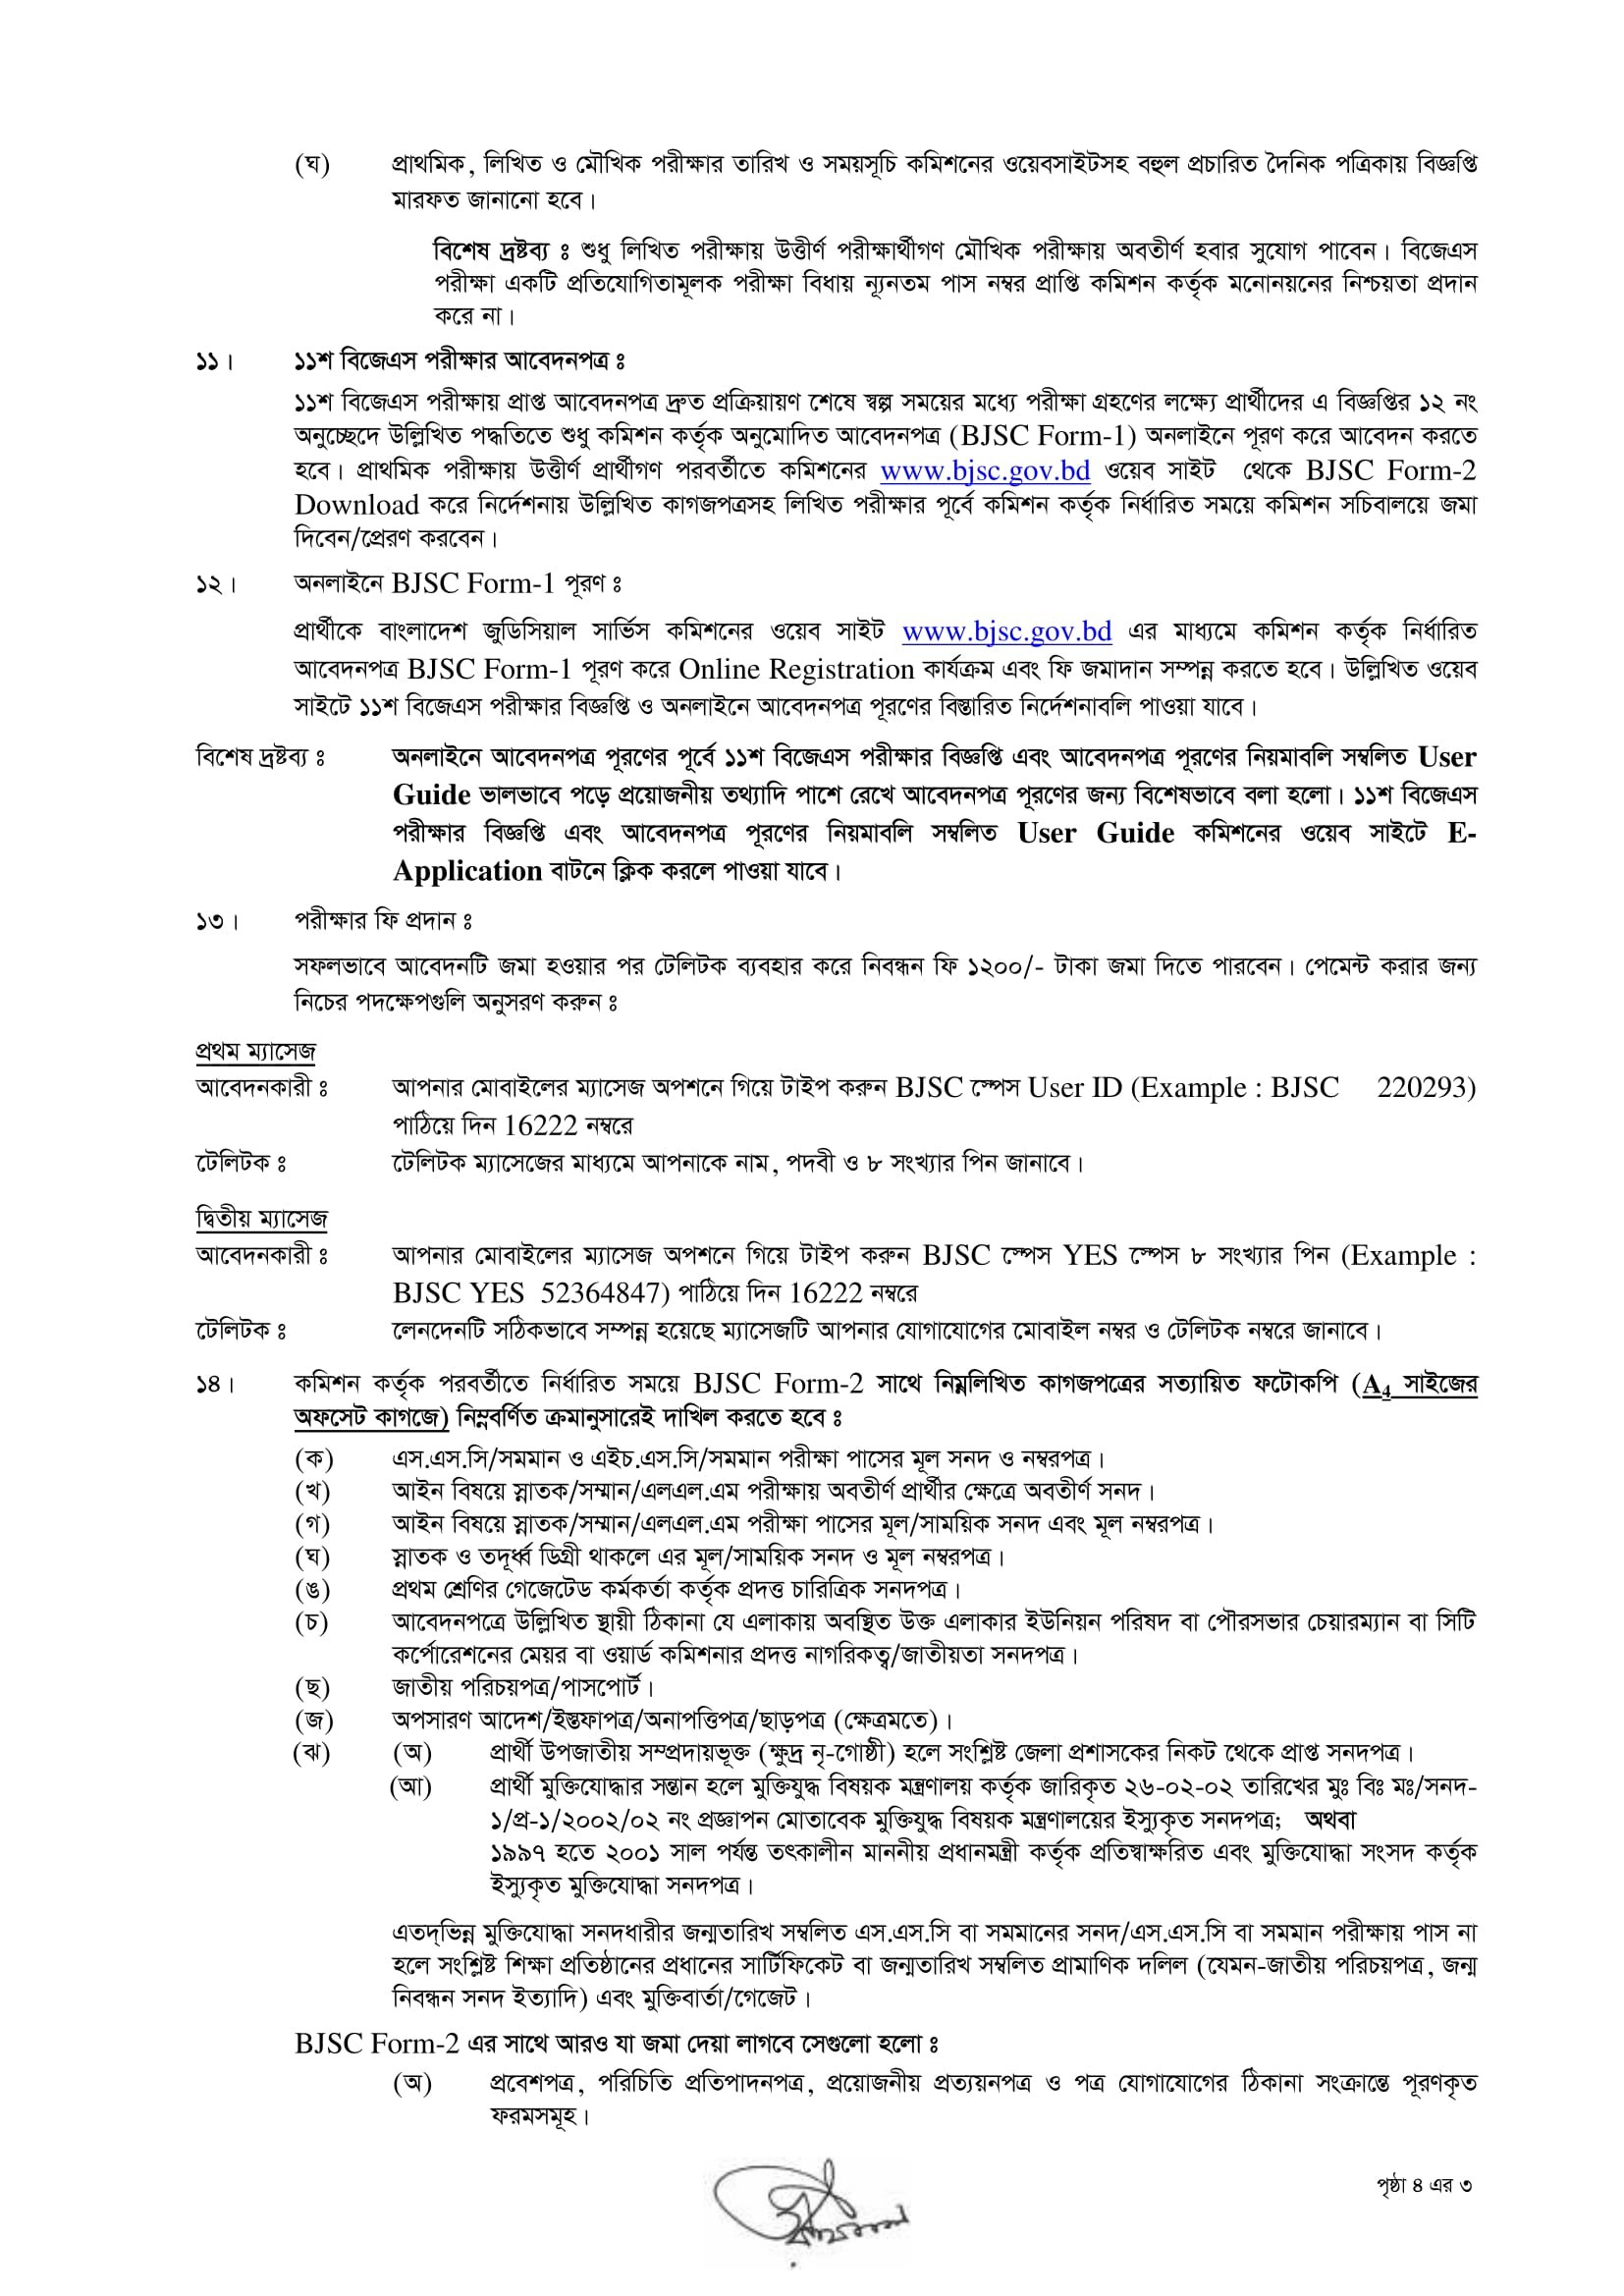 (ঘ) প্রাথমিক, লিখিত ও মৌখিক পরীক্ষার তারিখ ও সময়সূচি কমিশনের ওয়েবসাইটসহ বহুল প্রচারিত দৈনিক পত্রিকায় বিজ্ঞপ্তি
মারফত জানানো হবে।
বিশেষ দ্রষ্টব্য ঃ শুধু লিখিত পরীক্ষায় উত্তীর্ণ পরীক্ষার্থীগণ মৌখিক পরীক্ষায় অবতীর্ণ হবার সুযোগ পাবেন। বিজেএস
পরীক্ষা একটি প্রতিযোগিতামূলক পরীক্ষা বিধায় ন্যূনতম পাস নম্বর প্রাপ্তি কমিশন কর্তৃক মনোনয়নের নিশ্চয়তা প্রদান
করে না।
১১। ১১শ বিজেএস পরীক্ষার আবেদনপত্র ঃ
১১শ বিজেএস পরীক্ষায় প্রাপ্ত আবেদনপত্র দ্রুত প্রক্রিয়ায়ণ শেষে স্বল্প সময়ের মধ্যে পরীক্ষা গ্রহণের লক্ষ্যে প্রার্থীদের এ বিজ্ঞপ্তির ১২ নং
অনুচ্ছেদে উল্লিখিত পদ্ধতিতে শুধু কমিশন কর্তৃক অনুমোদিত আবেদনপত্র (BJSC Form-1) অনলাইনে পূরণ করে আবেদন করতে
হবে। প্রাথমিক পরীক্ষায় উত্তীর্ণ প্রার্থীগণ পরবর্তীতে কমিশনের www.bjsc.gov.bd ওয়েব সাইট থেকে BJSC Form-2
Download করে নির্দেশনায় উল্লিখিত কাগজপত্রসহ লিখিত পরীক্ষার পূর্বে কমিশন কর্তৃক নির্ধারিত সময়ে কমিশন সচিবালয়ে জমা
দিবেন/প্রেরণ করবেন।
১২। অনলাইনে BJSC Form-1 পূরণ ঃ
প্রার্থীকে বাংলাদেশ জুডিসিয়াল সার্ভিস কমিশনের ওয়েব সাইট www.bjsc.gov.bd এর মাধ্যমে কমিশন কর্তৃক নির্ধারিত
আবেদনপত্র BJSC Form-1 পূরণ করে Online Registration কার্যক্রম এবং ফি জমাদান সম্পন্ন করতে হবে। উল্লিখিত ওয়েব
সাইটে ১১শ বিজেএস পরীক্ষার বিজ্ঞপ্তি ও অনলাইনে আবেদনপত্র পূরণের বিস্তারিত নির্দেশনাবলি পাওয়া যাবে।
বিশেষ দ্রষ্টব্য ঃ অনলাইনে আবেদনপত্র পূরণের পূর্বে ১১শ বিজেএস পরীক্ষার বিজ্ঞপ্তি এবং আবেদনপত্র পূরণের নিয়মাবলি সম্বলিত User
Guide ভালভাবে পড়ে প্রয়োজনীয় তথ্যাদি পাশে রেখে আবেদনপত্র পূরণের জন্য বিশেষভাবে বলা হলো। ১১শ বিজেএস
পরীক্ষার বিজ্ঞপ্তি এবং আবেদনপত্র পূরণের নিয়মাবলি সম্বলিত User Guide কমিশনের ওয়েব সাইটে E-
Application বাটনে ক্লিক করলে পাওয়া যাবে।
১৩। পরীক্ষার ফি প্রদান ঃ
সফলভাবে আবেদনটি জমা হওয়ার পর টেলিটক ব্যবহার করে নিবন্ধন ফি ১২০০/- টাকা জমা দিতে পারবেন। পেমেন্ট করার জন্য
নিচের পদক্ষেপগুলি অনুসরণ করুন ঃ
প্রথম ম্যাসেজ
আবেদনকারী ঃ আপনার মোবাইলের ম্যাসেজ অপশনে গিয়ে টাইপ করুন BJSC স্পেস User ID (Example : BJSC 220293)
পাঠিয়ে দিন 16222 নম্বরে
টেলিটক ঃ টেলিটক ম্যাসেজের মাধ্যমে আপনাকে নাম, পদবী ও ৮ সংখ্যার পিন জানাবে।
দ্বিতীয় ম্যাসেজ
আবেদনকারী ঃ আপনার মোবাইলের ম্যাসেজ অপশনে গিয়ে টাইপ করুন BJSC স্পেস YES স্পেস ৮ সংখ্যার পিন (Example :
BJSC YES 52364847) পাঠিয়ে দিন 16222 নম্বরে
টেলিটক ঃ লেনদেনটি সঠিকভাবে সম্পন্ন হয়েছে ম্যাসেজটি আপনার যোগাযোগের মোবাইল নম্বর ও টেলিটক নম্বরে জানাবে।
১৪। কমিশন কর্তৃক পরবর্তীতে নির্ধারিত সময়ে BJSC Form-2 সাথে নিম্নলিখিত কাগজপত্রের সত্যায়িত ফটোকপি (A4 সাইজের
অফসেট কাগজে) নিম্নবর্ণিত ক্রমানুসারেই দাখিল করতে হবে ঃ
(ক) এস.এস.সি/সমমান ও এইচ.এস.সি/সমমান পরীক্ষা পাসের মূল সনদ ও নম্বরপত্র।
(খ) আইন বিষয়ে স্নাতক/সম্মান/এলএল.এম পরীক্ষায় অবতীর্ণ প্রার্থীর ক্ষেত্রে অবতীর্ণ সনদ।
(গ) আইন বিষয়ে স্নাতক/সম্মান/এলএল.এম পরীক্ষা পাসের মূল/সাময়িক সনদ এবং মূল নম্বরপত্র।
(ঘ) স্নাতক ও তদূর্ধ্ব ডিগ্রী থাকলে এর মূল/সাময়িক সনদ ও মূল নম্বরপত্র।
(ঙ) প্রথম শ্রেণির গেজেটেড কর্মকর্তা কর্তৃক প্রদত্ত চারিত্রিক সনদপত্র।
(চ) আবেদনপত্রে উল্লিখিত স্থায়ী ঠিকানা যে এলাকায় অবস্থিত উক্ত এলাকার ইউনিয়ন পরিষদ বা পৌরসভার চেয়ারম্যান বা সিটি
কর্পোরেশনের মেয়র বা ওয়ার্ড কমিশনার প্রদত্ত নাগরিকত্ব/জাতীয়তা সনদপত্র।
(ছ) জাতীয় পরিচয়পত্র/পাসপোর্ট।
(জ) অপসারণ আদেশ/ইস্তফাপত্র/অনাপত্তিপত্র/ছাড়পত্র (ক্ষেত্রমতে)।
(ঝ) (অ) প্রার্থী উপজাতীয় সম্প্রদায়ভূক্ত (ক্ষুদ্র নৃ-গোষ্ঠী) হলে সংশ্লিষ্ট জেলা প্রশাসকের নিকট থেকে প্রাপ্ত সনদপত্র।
(আ) প্রার্থী মুক্তিযোদ্ধার সন্তান হলে মুক্তিযুদ্ধ বিষয়ক মন্ত্রণালয় কর্তৃক জারিকৃত ২৬-০২-০২ তারিখের মুঃ বিঃ মঃ/সনদ-
১/প্র-১/২০০২/০২ নং প্রজ্ঞাপন মোতাবেক মুক্তিযুদ্ধ বিষয়ক মন্ত্রণালয়ের ইস্যুকৃত সনদপত্র; অথবা
১৯৯৭ হতে ২০০১ সাল পর্যন্ত তৎকালীন মাননীয় প্রধানমন্ত্রী কর্তৃক প্রতিস্বাক্ষরিত এবং মুক্তিযোদ্ধা সংসদ কর্তৃক
ইস্যুকৃত মুক্তিযোদ্ধা সনদপত্র।
এতদ্‌ভিন্ন মুক্তিযোদ্ধা সনদধারীর জন্মতারিখ সম্বলিত এস.এস.সি বা সমমানের সনদ/এস.এস.সি বা সমমান পরীক্ষায় পাস না
হলে সংশ্লিষ্ট শিক্ষা প্রতিষ্ঠানের প্রধানের সার্টিফিকেট বা জন্মতারিখ সম্বলিত প্রামাণিক দলিল (যেমন-জাতীয় পরিচয়পত্র, জন্ম
নিবন্ধন সনদ ইত্যাদি) এবং মুক্তিবার্তা/গেজেট।
BJSC Form-2 এর সাথে আরও যা জমা দেয়া লাগবে সেগুলো হলো ঃ
(অ) প্রবেশপত্র, পরিচিতি প্রতিপাদনপত্র, প্রয়োজনীয় প্রত্যয়নপত্র ও পত্র যোগাযোগের ঠিকানা সংক্রান্তে পূরণকৃত
ফরমসমূহ।
পৃষ্ঠা ৪ এর ৩